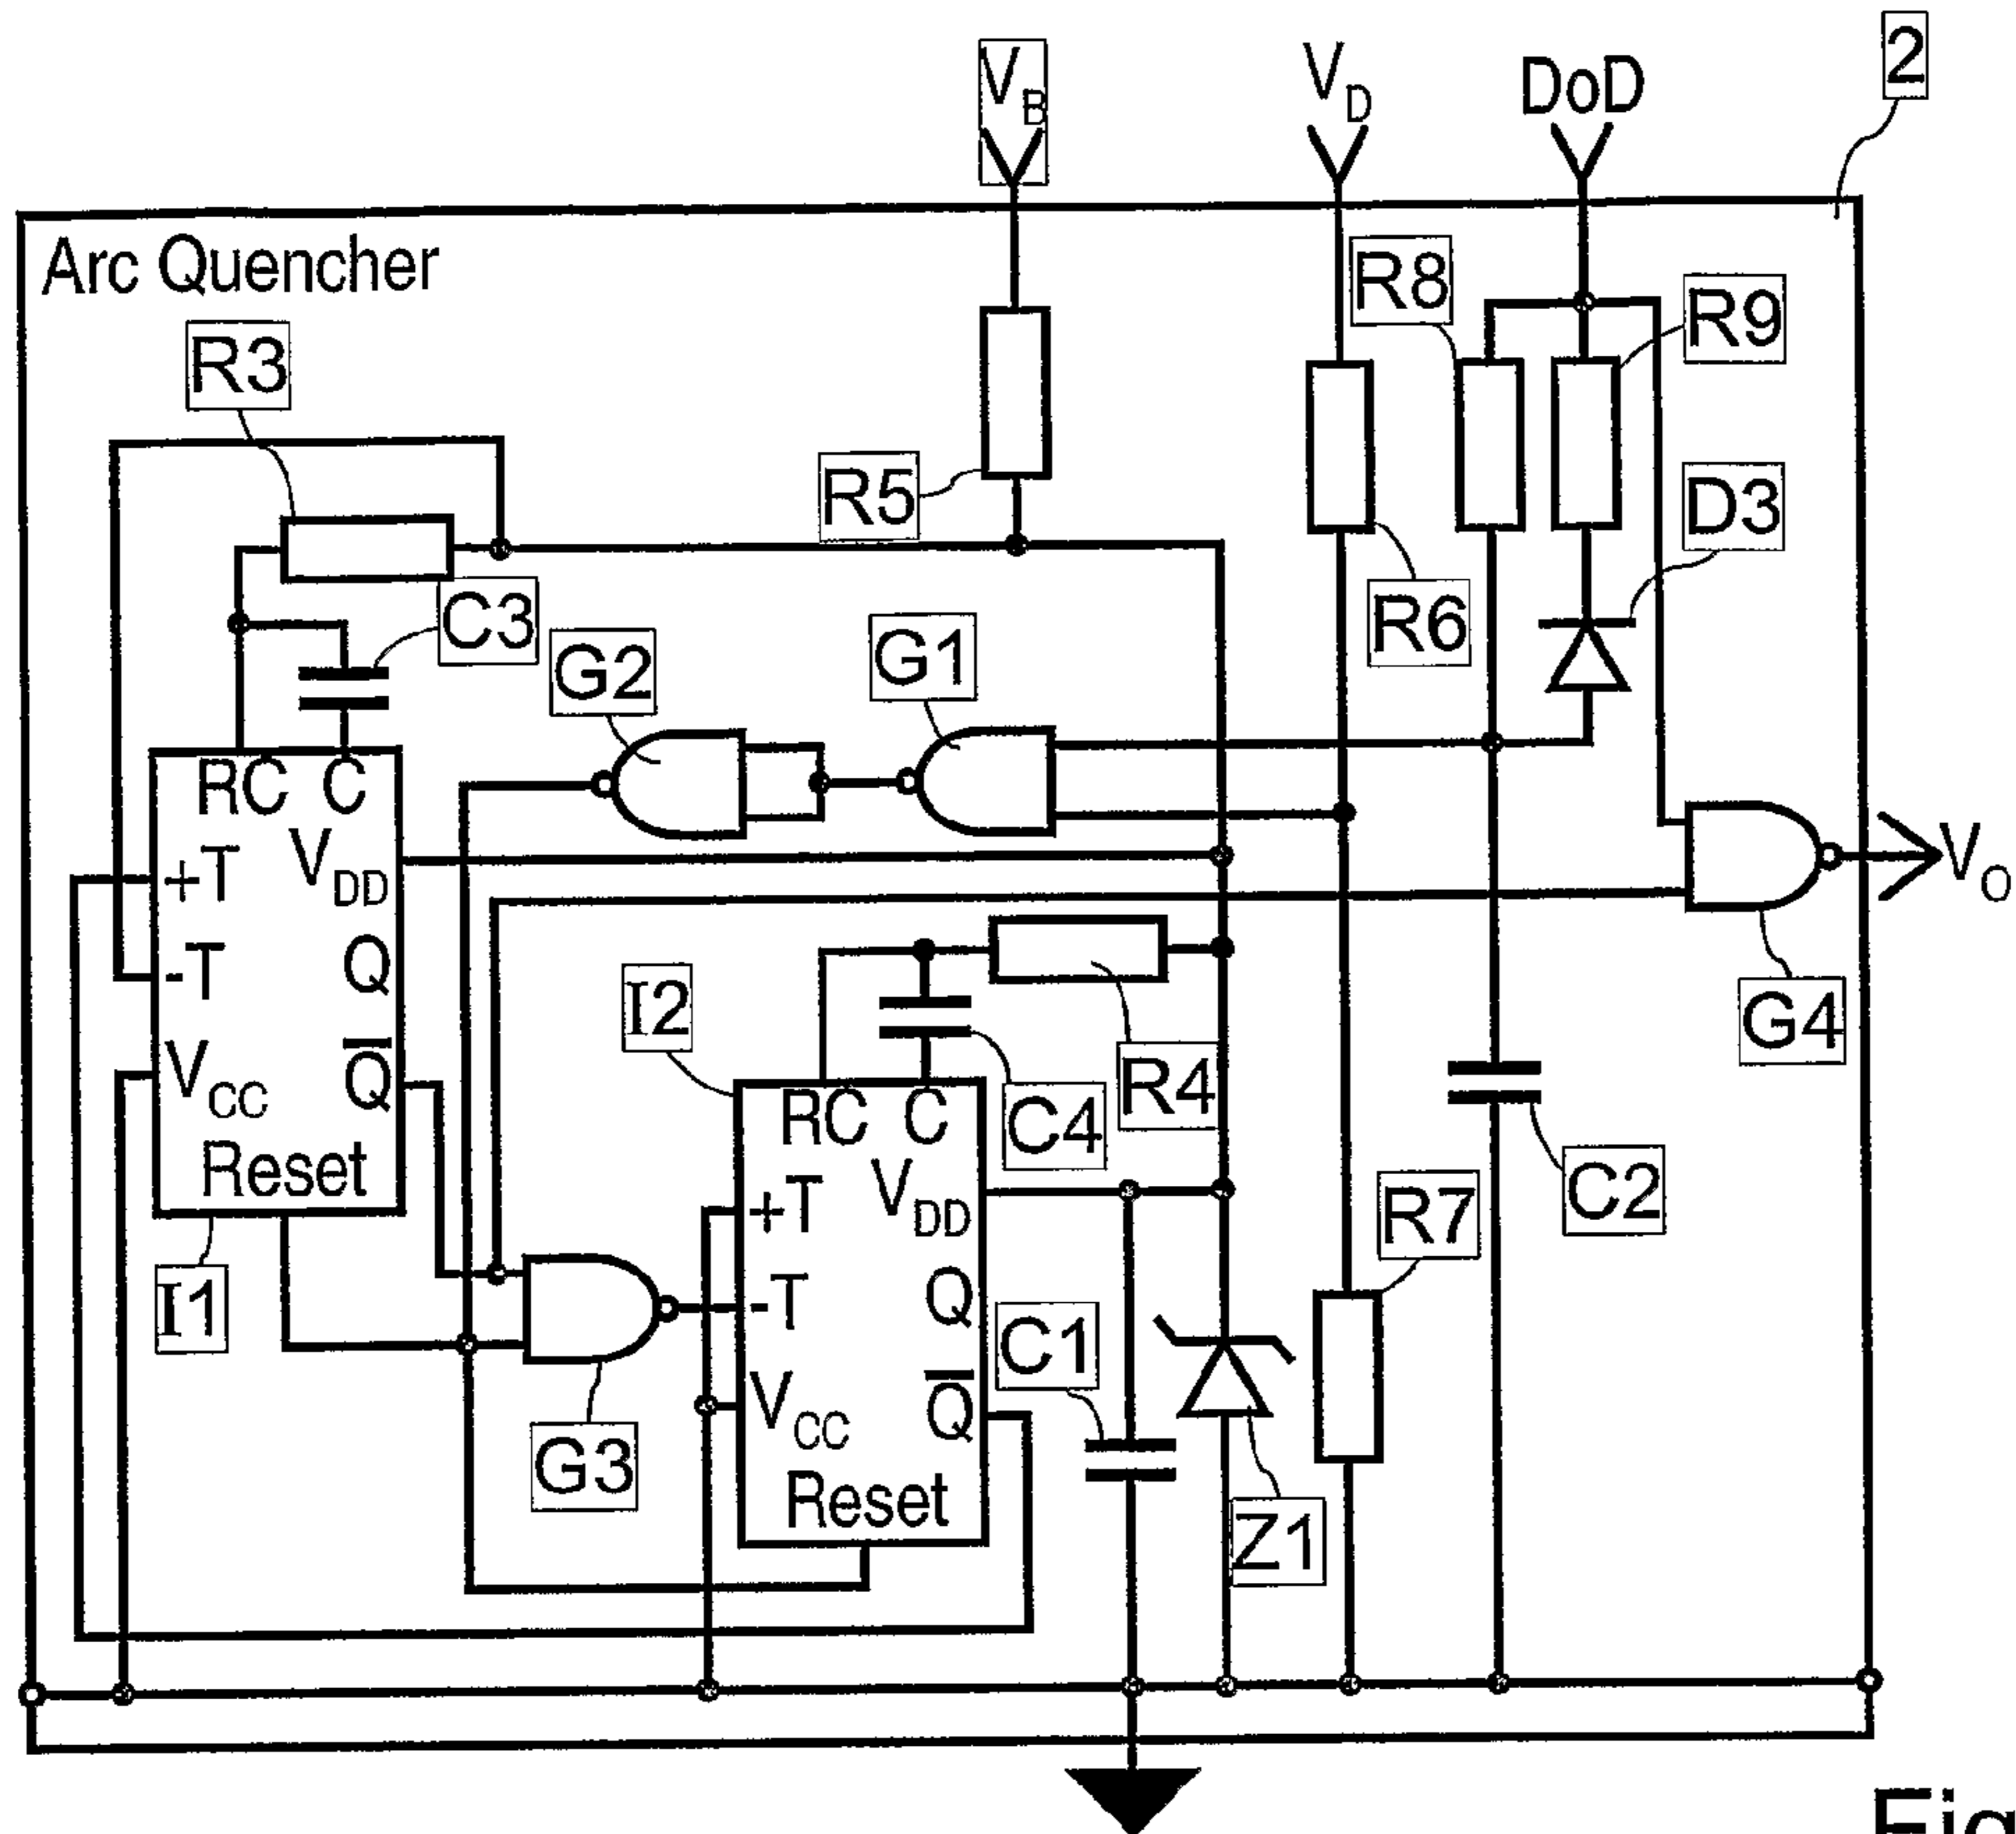 2
V_B
V_D
DoD
Arc Quencher
R8
R9
R3
R5
D3
C3
R6
G2
G1
RC C
+T V_DD
V_O
-T Q
I2
G4
V_CC Q̅
R4
RC C
C4
Reset
C2
+T V_DD
R7
I1
-T Q
C1
G3
V_CC Q̅
Reset
Z1